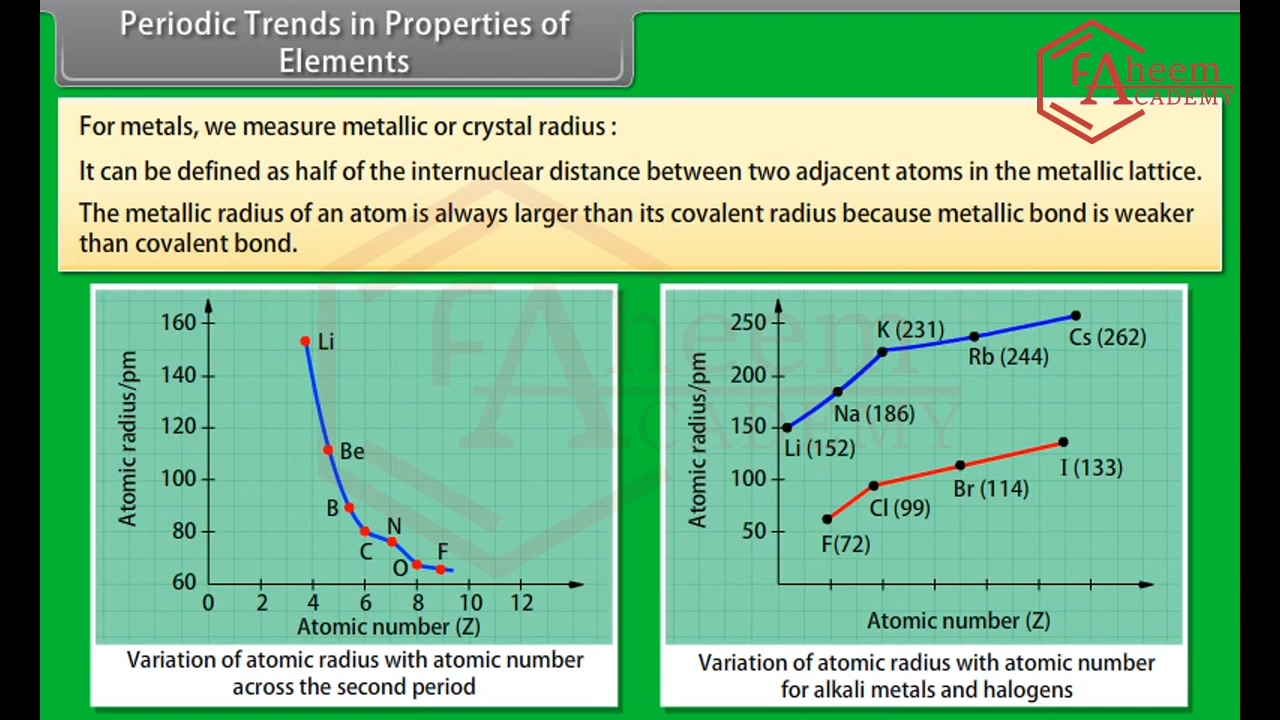 Periodic Trends in Properties of
Elements
FAheem
ACADEMY
For metals, we measure metallic or crystal radius :
It can be defined as half of the internuclear distance between two adjacent atoms in the metallic lattice.
The metallic radius of an atom is always larger than its covalent radius because metallic bond is weaker
than covalent bond.
FAheem
ACADEMY
Atomic radius/pm
160
140
120
100
80
60
Li
Be
B
C
N
O
F
0 2 4 6 8 10 12
Atomic number (Z)
Variation of atomic radius with atomic number
across the second period
Atomic radius/pm
250
200
150
100
50
K (231)
Cs (262)
Rb (244)
Na (186)
Li (152)
I (133)
Br (114)
Cl (99)
F(72)
Atomic number (Z)
Variation of atomic radius with atomic number
for alkali metals and halogens